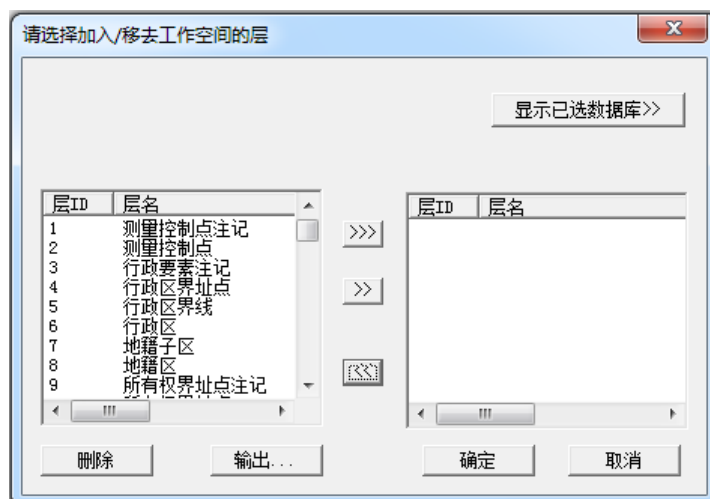 请选择加入/移去工作空间的层
显示已选数据库>>
层ID 层名
1 测量控制点注记
2 测量控制点
3 行政要素注记
4 行政区界址点
5 行政区界线
6 行政区
7 地籍子区
8 地籍区
9 所有权界址点注记
>>>
>>
<<
层ID 层名
删除
输出...
确定
取消